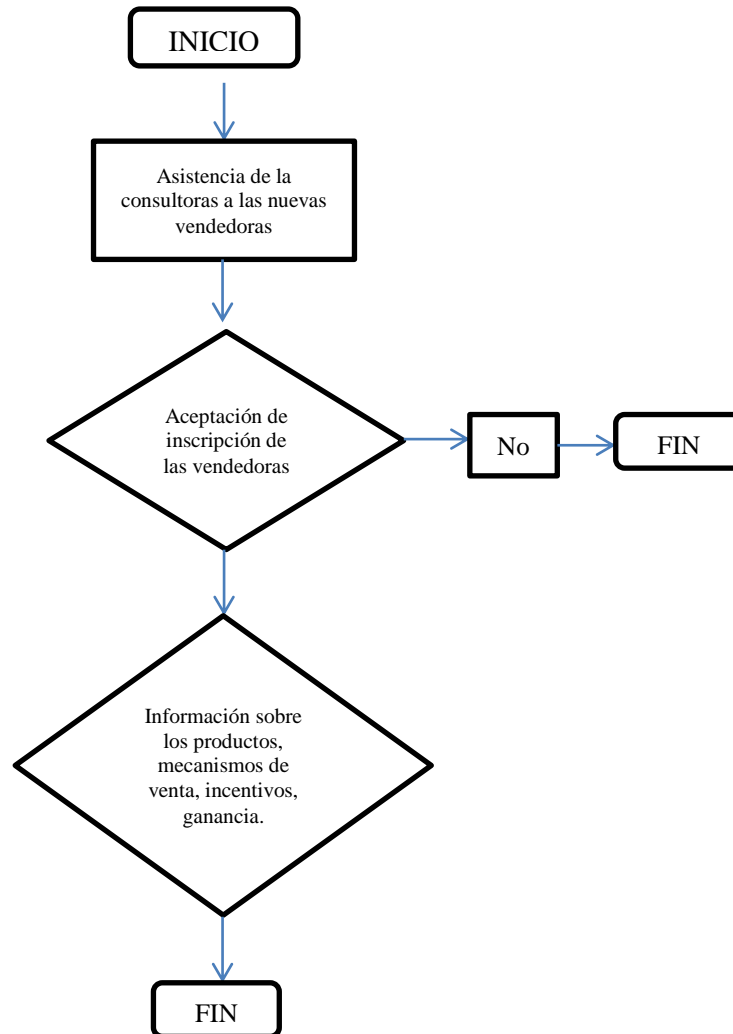 INICIO
Asistencia de la
consultoras a las nuevas
vendedoras
Aceptación de
inscripción de
las vendedoras
No
FIN
Información sobre
los productos,
mecanismos de
venta, incentivos,
ganancia.
FIN